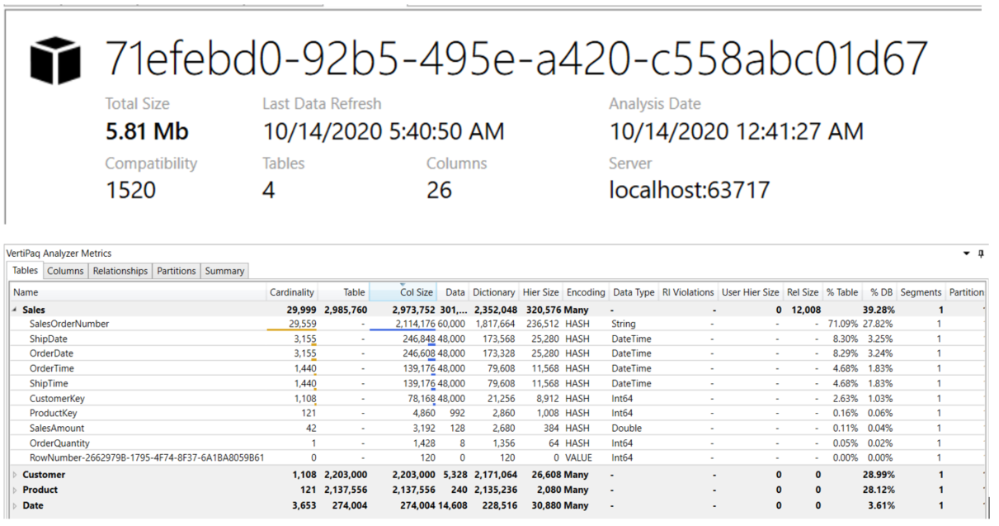 71efebd0-92b5-495e-a420-c558abc01d67
Total Size Last Data Refresh Analysis Date
5.81 Mb 10/14/2020 5:40:50 AM 10/14/2020 12:41:27 AM
Compatibility Tables Columns Server
1520 4 26 localhost:63717
VertiPaq Analyzer Metrics
Tables Columns Relationships Partitions Summary
Name Cardinality Table Col Size Data Dictionary Hier Size Encoding Data Type RI Violations User Hier Size Rel Size % Table % DB Segments Partition
Sales 29,999 2,985,760 2,973,752 301,... 2,352,048 320,576 Many - - 0 12,008 39.28% 1
SalesOrderNumber 29,559 - 2,114,176 60,000 1,817,664 236,512 HASH String - - - 71.09% 27.82% 1
ShipDate 3,155 - 246,848 48,000 173,568 25,280 HASH DateTime - - - 8.30% 3.25% 1
OrderDate 3,155 - 246,608 48,000 173,328 25,280 HASH DateTime - - - 8.29% 3.24% 1
OrderTime 1,440 - 139,176 48,000 79,608 11,568 HASH DateTime - - - 4.68% 1.83% 1
ShipTime 1,440 - 139,176 48,000 79,608 11,568 HASH DateTime - - - 4.68% 1.83% 1
CustomerKey 1,108 - 78,168 48,000 21,256 8,912 HASH Int64 - - - 2.63% 1.03% 1
ProductKey 121 - 4,860 992 2,860 1,008 HASH Int64 - - - 0.16% 0.06% 1
SalesAmount 42 - 3,192 128 2,680 384 HASH Double - - - 0.11% 0.04% 1
OrderQuantity 1 - 1,428 8 1,356 64 HASH Int64 - - - 0.05% 0.02% 1
RowNumber-2662979B-1795-4F74-8F37-6A1BA8059B61 0 - 120 0 120 0 VALUE Int64 - - - 0.00% 0.00% 1
Customer 1,108 2,203,000 2,203,000 5,328 2,171,064 26,608 Many - - 0 0 28.99% 1
Product 121 2,137,556 2,137,556 240 2,135,236 2,080 Many - - 0 0 28.12% 1
Date 3,653 274,004 274,004 14,608 228,516 30,880 Many - - 0 0 3.61% 1